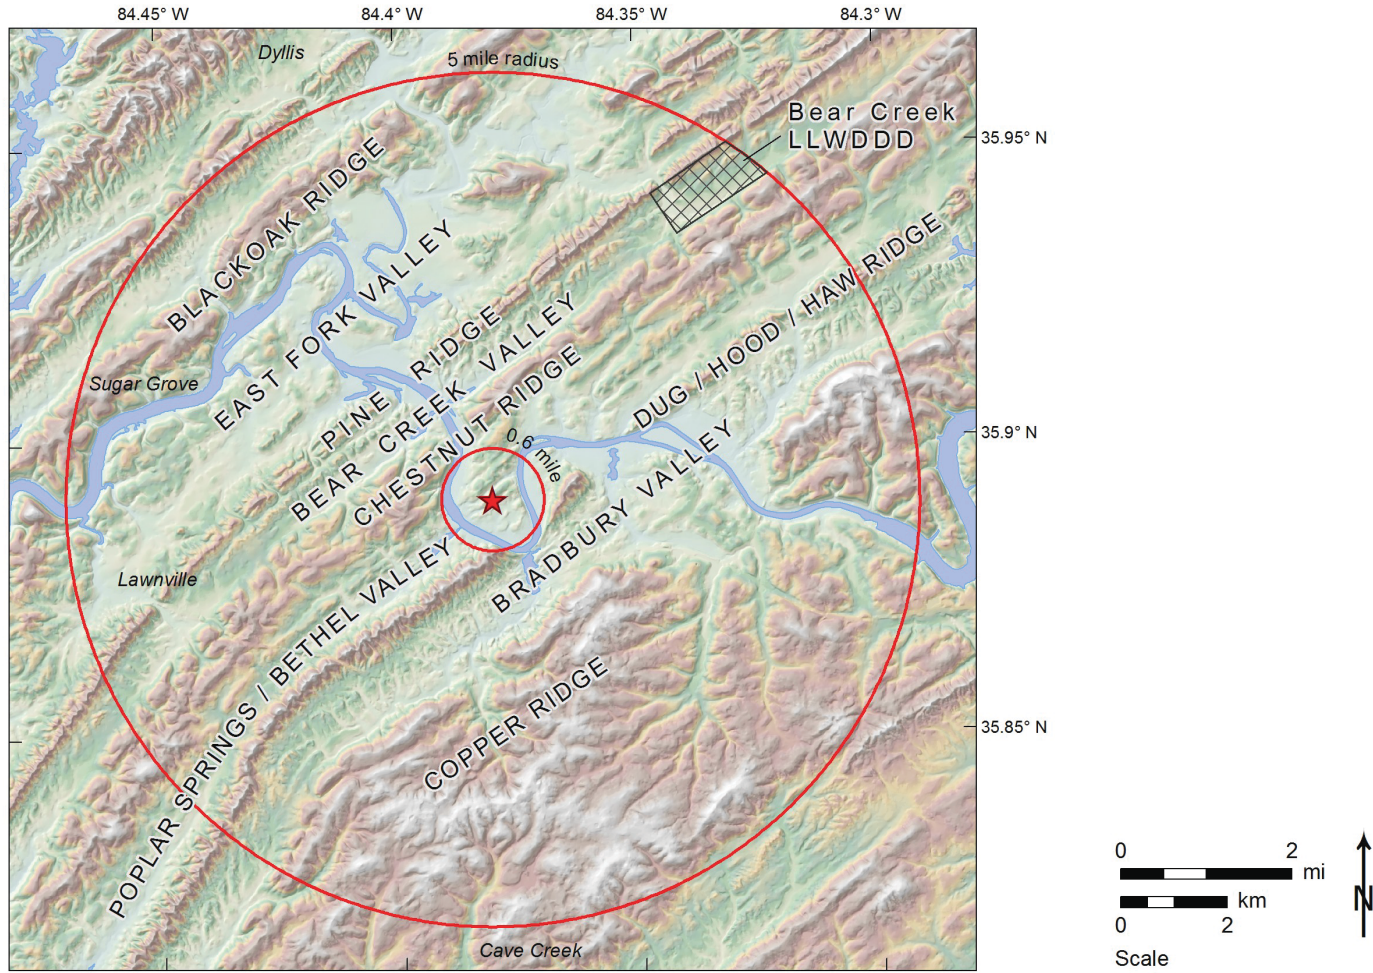 84.45° W
84.4° W
84.35° W
84.3° W
Dyllis
5 mile radius
Bear Creek
LLWDDD
35.95° N
BLACKOAK RIDGE
EAST FORK VALLEY
PINE RIDGE
BEAR CREEK VALLEY
CHESTNUT RIDGE
DUG / HOOD / HAW RIDGE
Sugar Grove
0.6 mile
35.9° N
BRADBURY VALLEY
Lawnville
POPLAR SPRINGS / BETHEL VALLEY
COPPER RIDGE
35.85° N
Cave Creek
0 2
mi
km
0 2
Scale
N